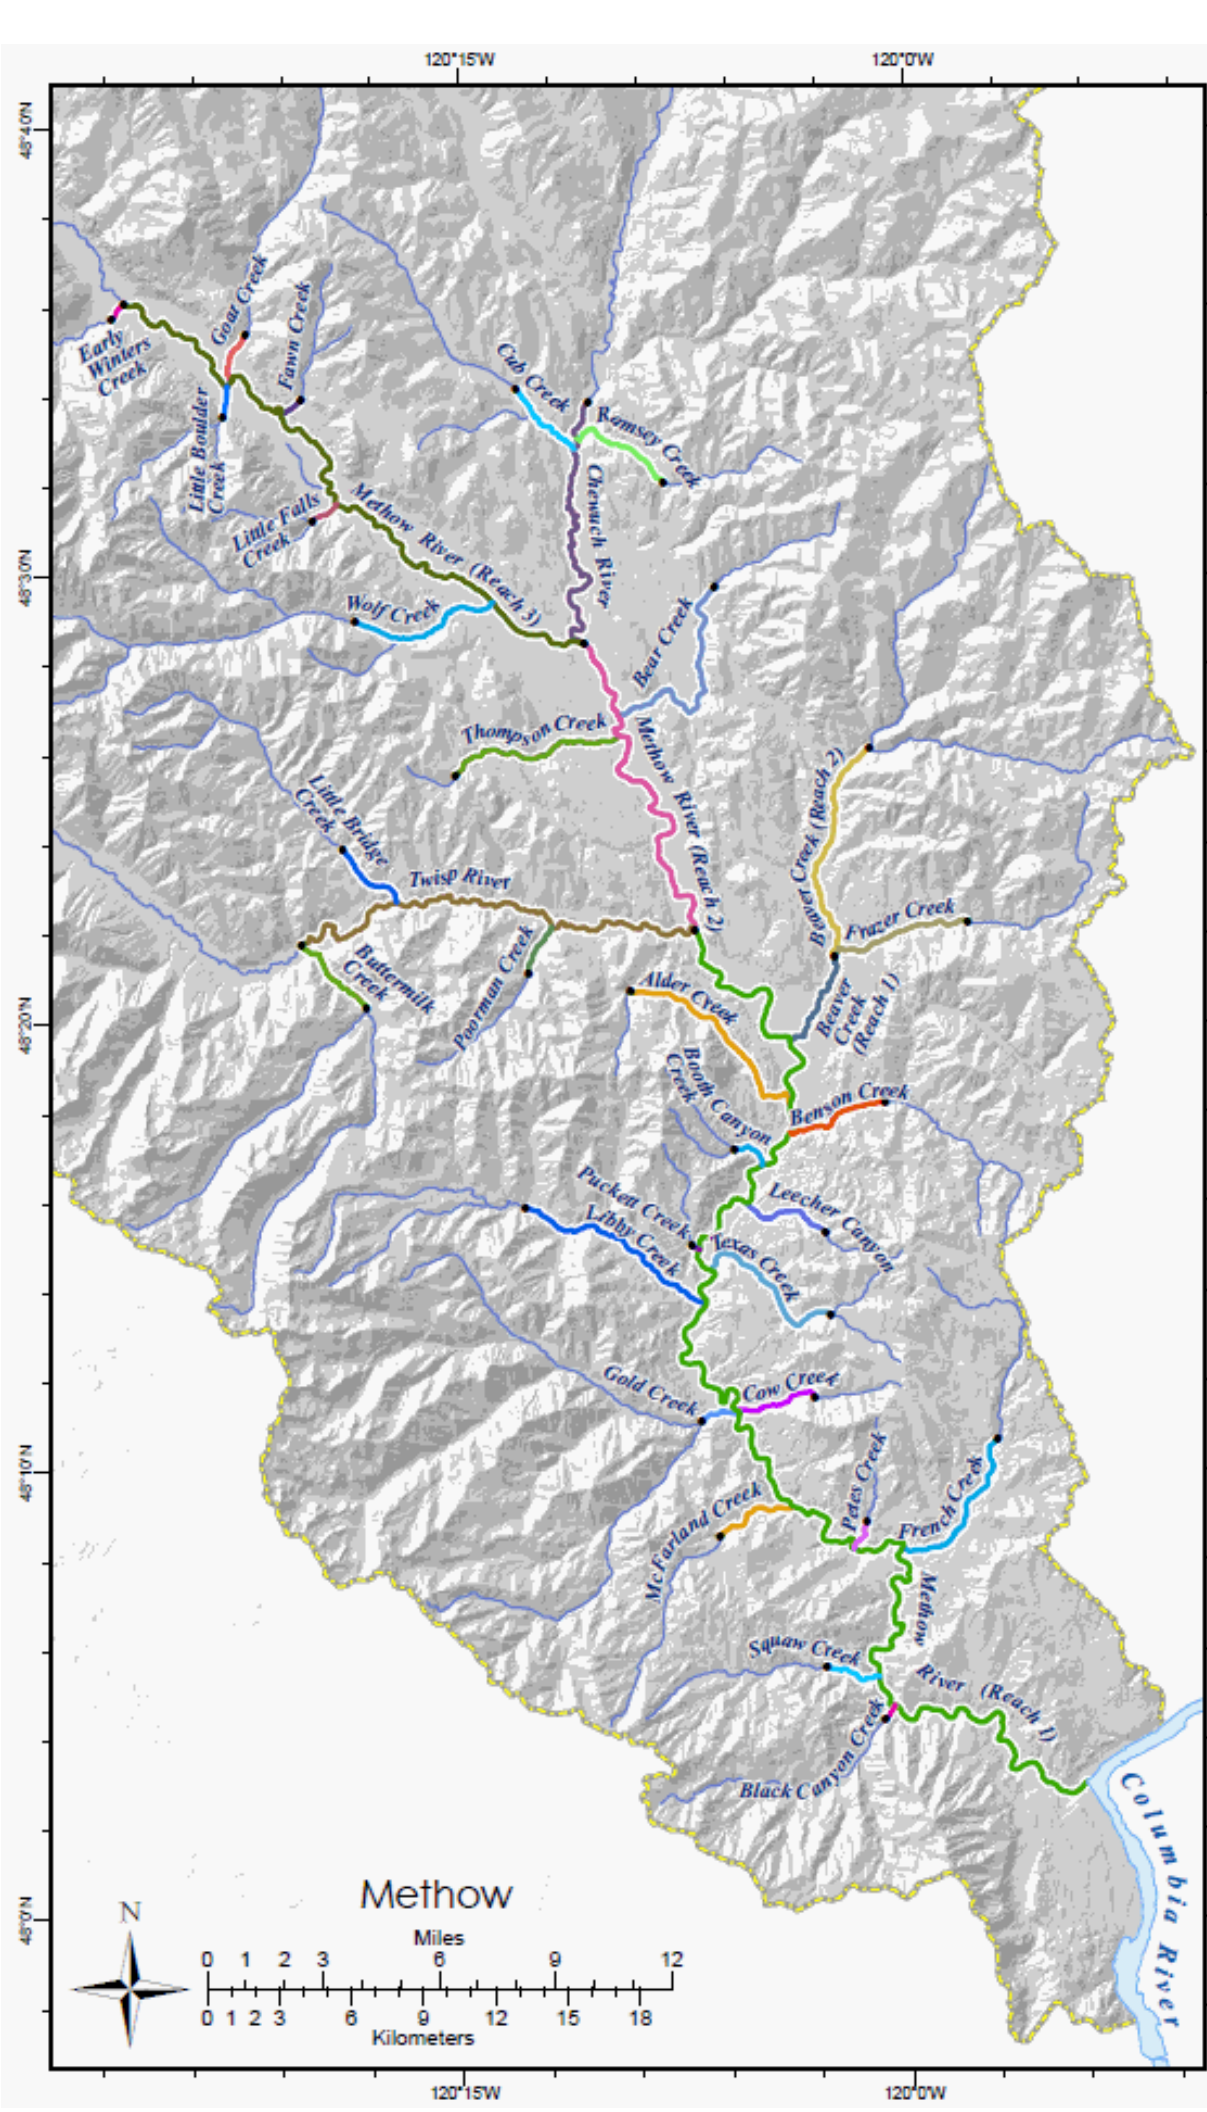 120°15'W
120°0'W
48°40'N
Goat Creek
Fawn Creek
Early
Winters
Creek
Cub Creek
Ramsey Creek
Little Boulder
Creek
Chewuch River
Little Falls
Creek
Methow River (Reach 3)
48°30'N
Wolf Creek
Bear Creek
Thompson Creek
Methow River (Reach 2)
Little Bridge
Creek
Beaver Creek (Reach 2)
Twisp River
Frazer Creek
Buttermilk
Creek
Poorman Creek
Alder Creek
Beaver
Creek
(Reach 1)
48°20'N
Booth Canyon
Creek
Benson Creek
Puckett Creek
Leecher Canyon
Libby Creek
Texas Creek
Gold Creek
Cow Creek
48°10'N
Petes Creek
French Creek
McFarland Creek
Methow
River (Reach 1)
Squaw Creek
Black Canyon Creek
Columbia River
48°0'N
Methow
N
Miles
0 1 2 3 6 9 12
0 1 2 3 6 9 12 15 18
Kilometers
120°15'W
120°0'W